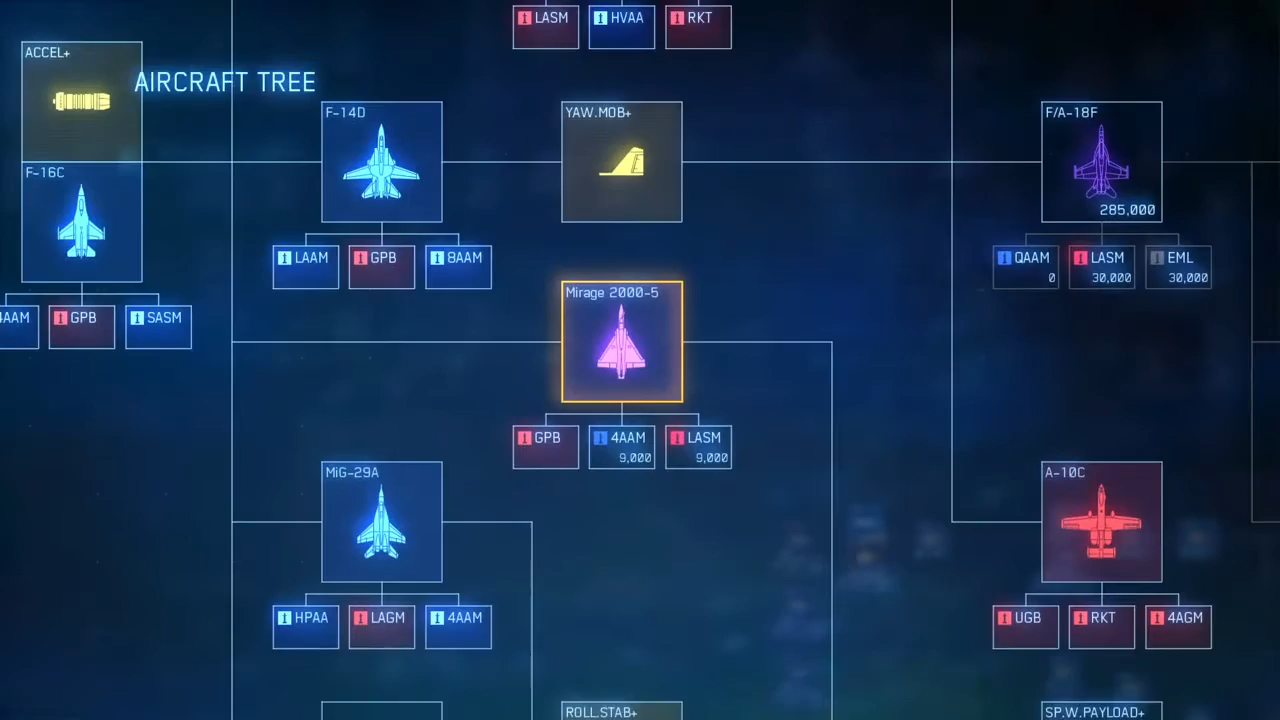 LASM
HVAA
RKT
ACCEL+
AIRCRAFT TREE
F-14D
YAW.MOB+
F/A-18F
285,000
F-16C
LAAM
GPB
8AAM
QAAM
0
LASM
30,000
EML
30,000
4AAM
GPB
SASM
Mirage 2000-5
GPB
4AAM
9,000
LASM
9,000
MiG-29A
A-10C
HPAA
LAGM
4AAM
UGB
RKT
4AGM
ROLL.STAB+
SP.W.PAYLOAD+